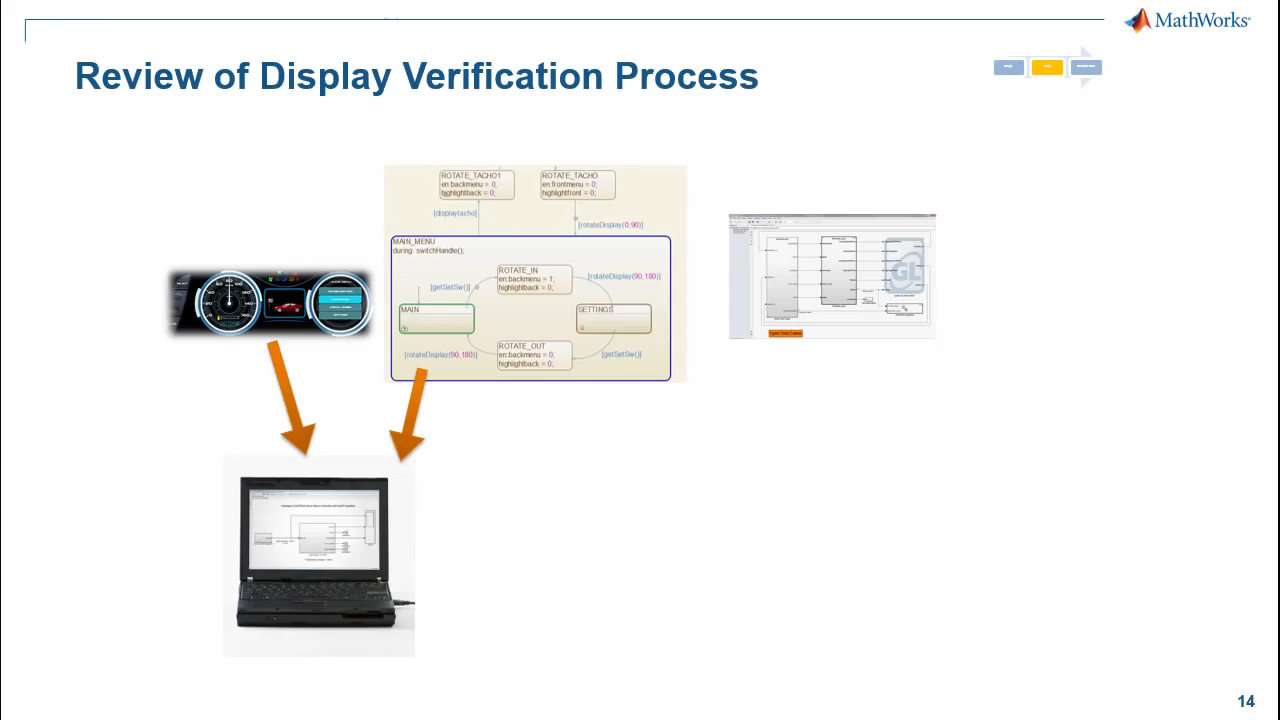 MathWorks®
Review of Display Verification Process
ROTATE_TACHO1
en:backmenu = 0;
highlightback = 0;
ROTATE_TACHO
en:frontmenu = 0;
highlightfront = 0;
[displaytacho]
[rotateDisplay(0,90)]
MAIN_MENU
during: switchHandle();
ROTATE_IN
en:backmenu = 1;
highlightback = 0;
[rotateDisplay(90,180)]
[getSetSw()]
MAIN
SETTINGS
ROTATE_OUT
en:backmenu = 0;
highlightback = 0;
[rotateDisplay(90,180)]
[getSetSw()]
14